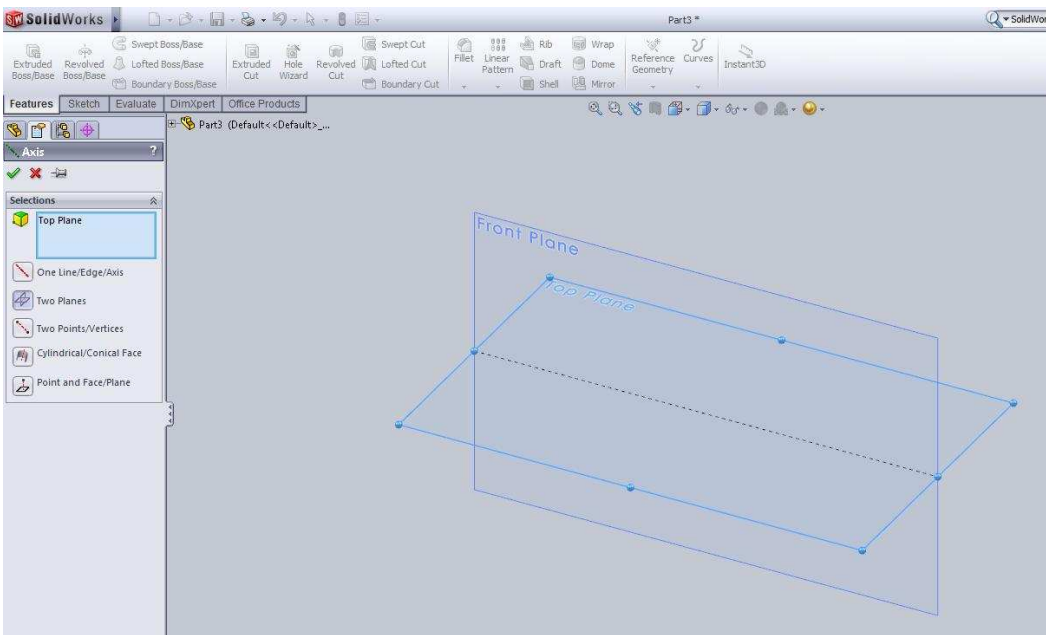 SolidWorks
Part3 *
SolidWor
Extruded Boss/Base
Revolved Boss/Base
Swept Boss/Base
Lofted Boss/Base
Boundary Boss/Base
Extruded Cut
Hole Wizard
Revolved Cut
Swept Cut
Lofted Cut
Boundary Cut
Fillet
Linear Pattern
Rib
Draft
Shell
Wrap
Dome
Mirror
Reference Geometry
Curves
Instant3D
Features Sketch Evaluate DimXpert Office Products
Part3 (Default<<Default>_...
Axis ?
Selections
Top Plane
One Line/Edge/Axis
Two Planes
Two Points/Vertices
Cylindrical/Conical Face
Point and Face/Plane
Front Plane
Top Plane